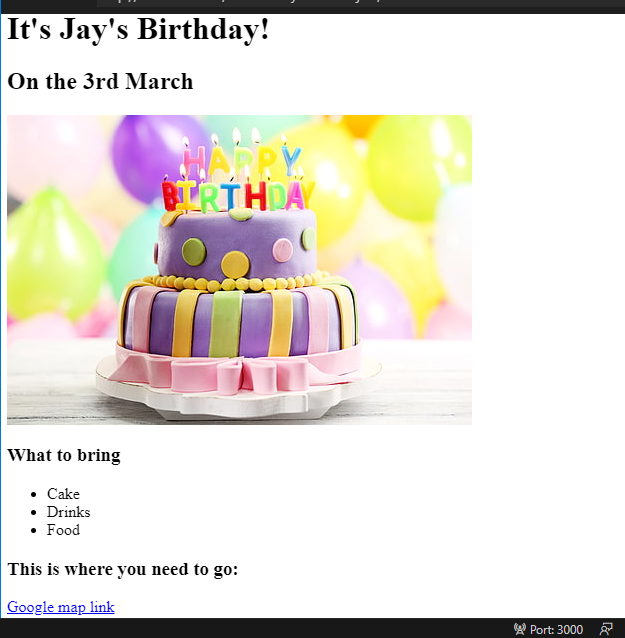 It's Jay's Birthday!
On the 3rd March
HAPPY
BIRTHDAY
What to bring
Cake
Drinks
Food
This is where you need to go:
Google map link
Port: 3000